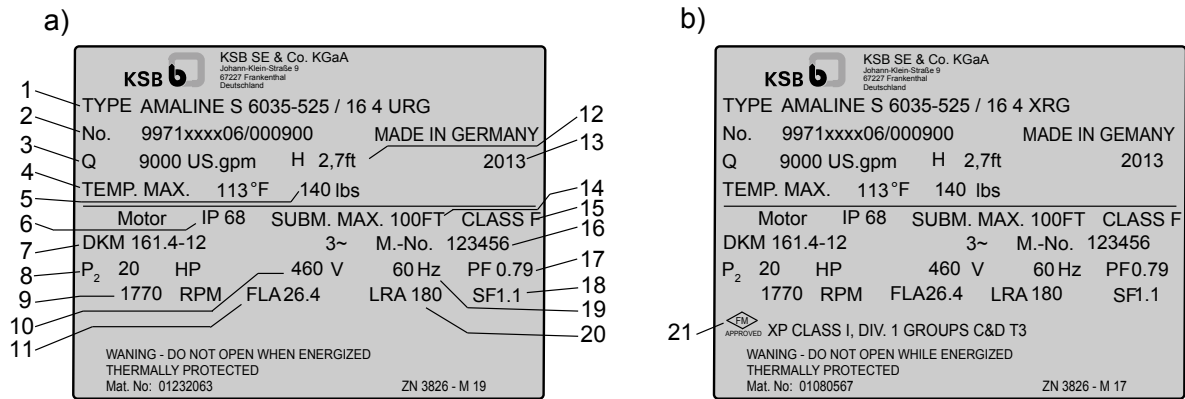 a)
KSB b
KSB SE & Co. KGaA
Johann-Klein-Straße 9
67227 Frankenthal
Deutschland
1 TYPE AMALINE S 6035-525 / 16 4 URG
2 No. 9971xxxx06/000900 MADE IN GERMANY 12
3 Q 9000 US.gpm H 2,7ft 2013 13
4 TEMP. MAX. 113°F 140 lbs 14
5
6 Motor IP 68 SUBM. MAX. 100FT CLASS F 15
7 DKM 161.4-12 3~ M.-No. 123456 16
8 P2 20 HP 460 V 60 Hz PF 0.79 17
9 1770 RPM FLA26.4 LRA 180 SF1.1 18
10 19
11 20
WANING - DO NOT OPEN WHEN ENERGIZED
THERMALLY PROTECTED
Mat. No: 01232063 ZN 3826 - M 19
b)
KSB b
KSB SE & Co. KGaA
Johann-Klein-Straße 9
67227 Frankenthal
Deutschland
TYPE AMALINE S 6035-525 / 16 4 XRG
No. 9971xxxx06/000900 MADE IN GERMANY
Q 9000 US.gpm H 2,7ft 2013
TEMP. MAX. 113°F 140 lbs
Motor IP 68 SUBM. MAX. 100FT CLASS F
DKM 161.4-12 3~ M.-No. 123456
P2 20 HP 460 V 60 Hz PF0.79
1770 RPM FLA26.4 LRA 180 SF1.1
21 FM APPROVED XP CLASS I, DIV. 1 GROUPS C&D T3
WANING - DO NOT OPEN WHILE ENERGIZED
THERMALLY PROTECTED
Mat. No: 01080567 ZN 3826 - M 17